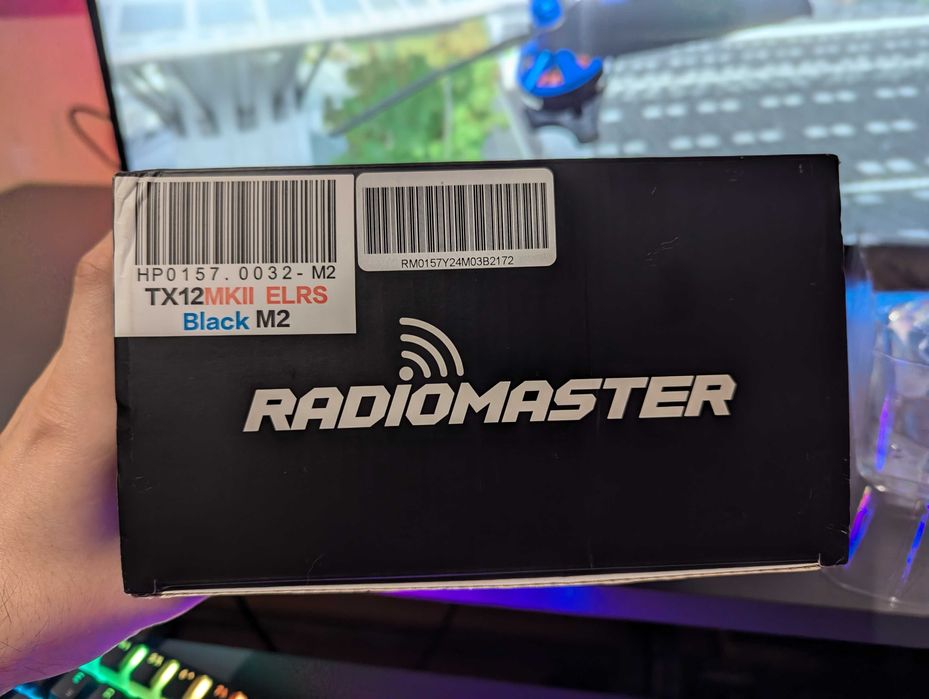 HP0157.0032-M2
TX12MKII ELRS
Black M2
RM0157Y24M03B2172
RADIOMASTER